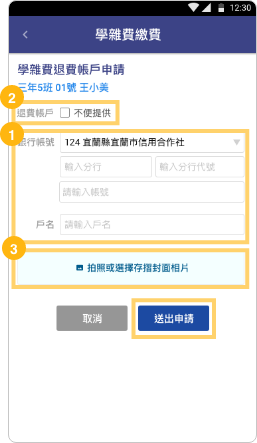 12:30
學雜費繳費
學雜費退費帳戶申請
三年5班 01號 王小美
2
退費帳戶 不便提供
1
銀行帳號 124 宜蘭縣宜蘭市信用合作社
輸入分行 輸入分行代號
請輸入帳號
戶名 請輸入戶名
3
拍照或選擇存摺封面相片
取消 送出申請